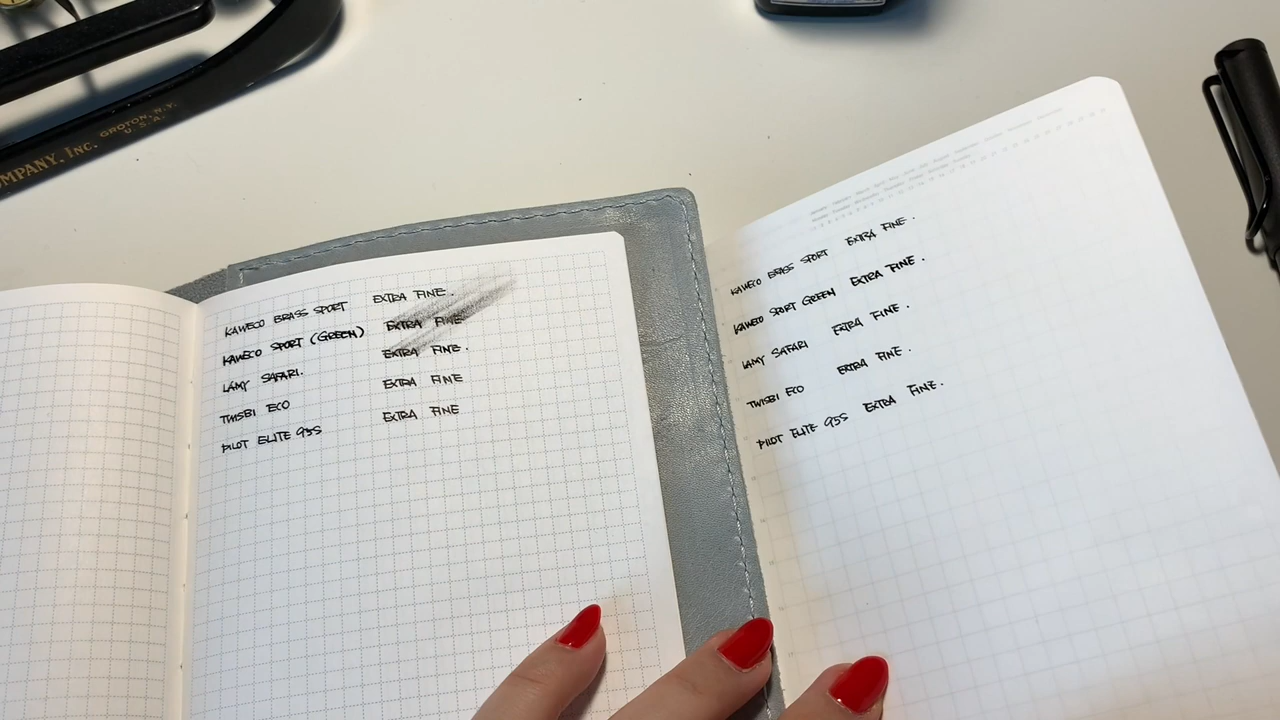 OMPANY, INC. GROTON, N.Y.
U.S.A.
KAWECO BRASS SPORT EXTRA FINE.
KAWECO SPORT (GREEN) EXTRA FINE
LAMY SAFARI. EXTRA FINE.
TWSBI ECO EXTRA FINE
PILOT ELITE 95S EXTRA FINE
KAWECO BRASS SPORT EXTRA FINE.
KAWECO SPORT GREEN EXTRA FINE.
LAMY SAFARI EXTRA FINE.
TWSBI ECO EXTRA FINE.
PILOT ELITE 95S EXTRA FINE.